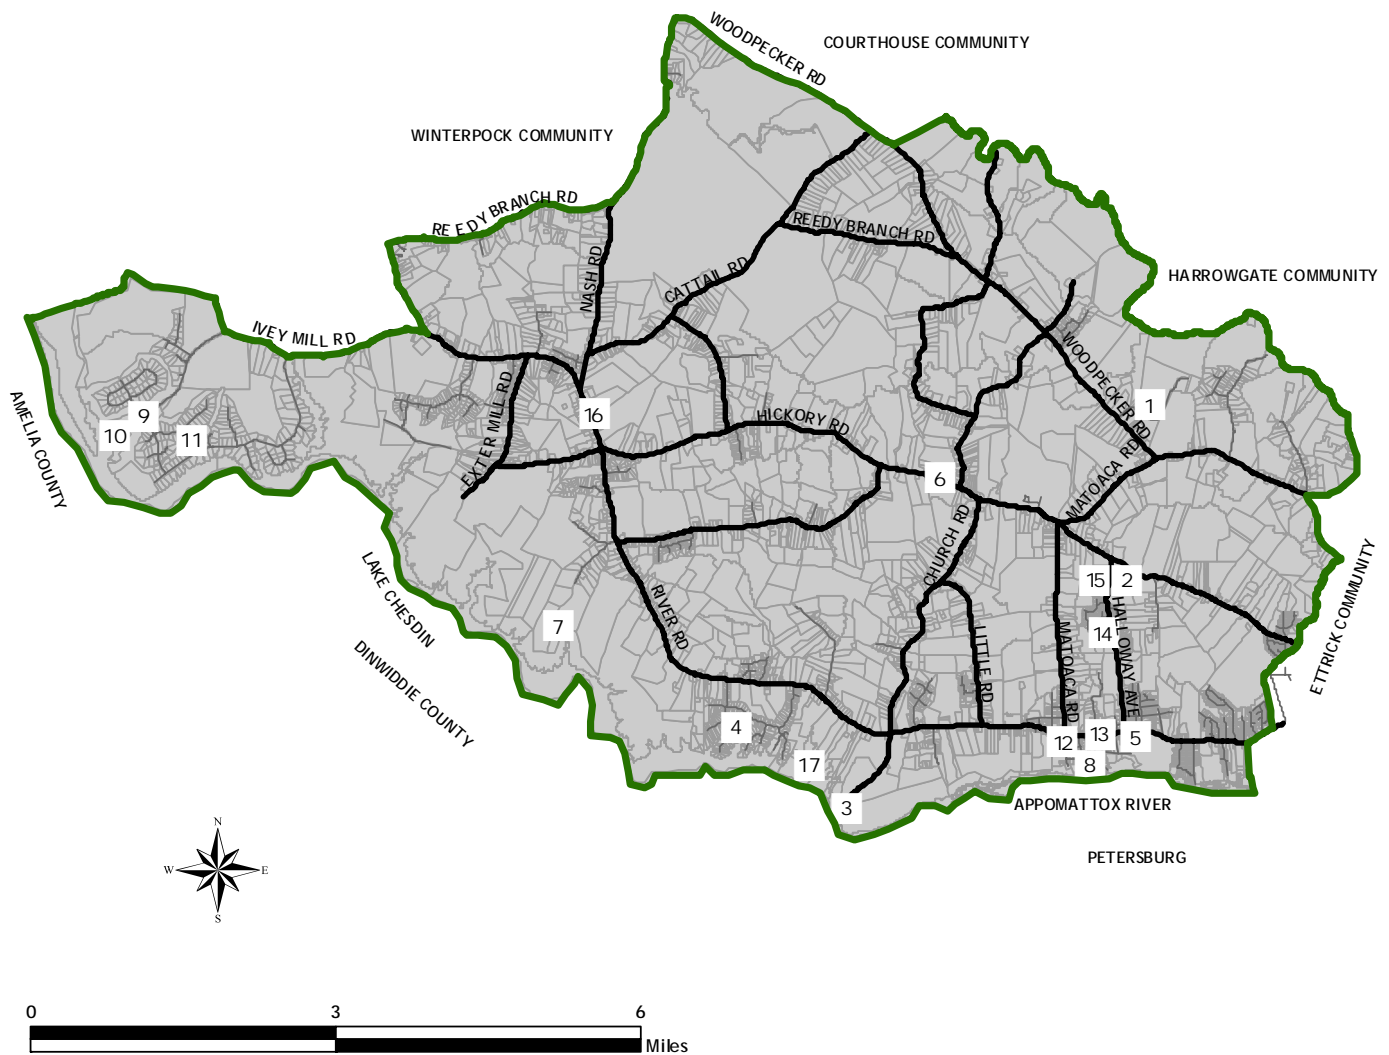 WOODPECKER RD
COURTHOUSE COMMUNITY
WINTERPOCK COMMUNITY
REEDY BRANCH RD
REEDY BRANCH RD
NASH RD
CATTAIL RD
HARROWGATE COMMUNITY
IVEY MILL RD
WOODPECKER RD
AMELIA COUNTY
EXTER MILL RD
1
9
10
11
16
HICKORY RD
MATOACA RD
6
CHURCH RD
LAKE CHESDIN
15
2
ETTRICK COMMUNITY
RIVER RD
HALLOWAY AVE
7
14
LITTLE RD
MATOACA RD
DINWIDDIE COUNTY
4
12
13
5
17
8
3
APPOMATTOX RIVER
PETERSBURG
N
W
E
S
0
3
6
Miles